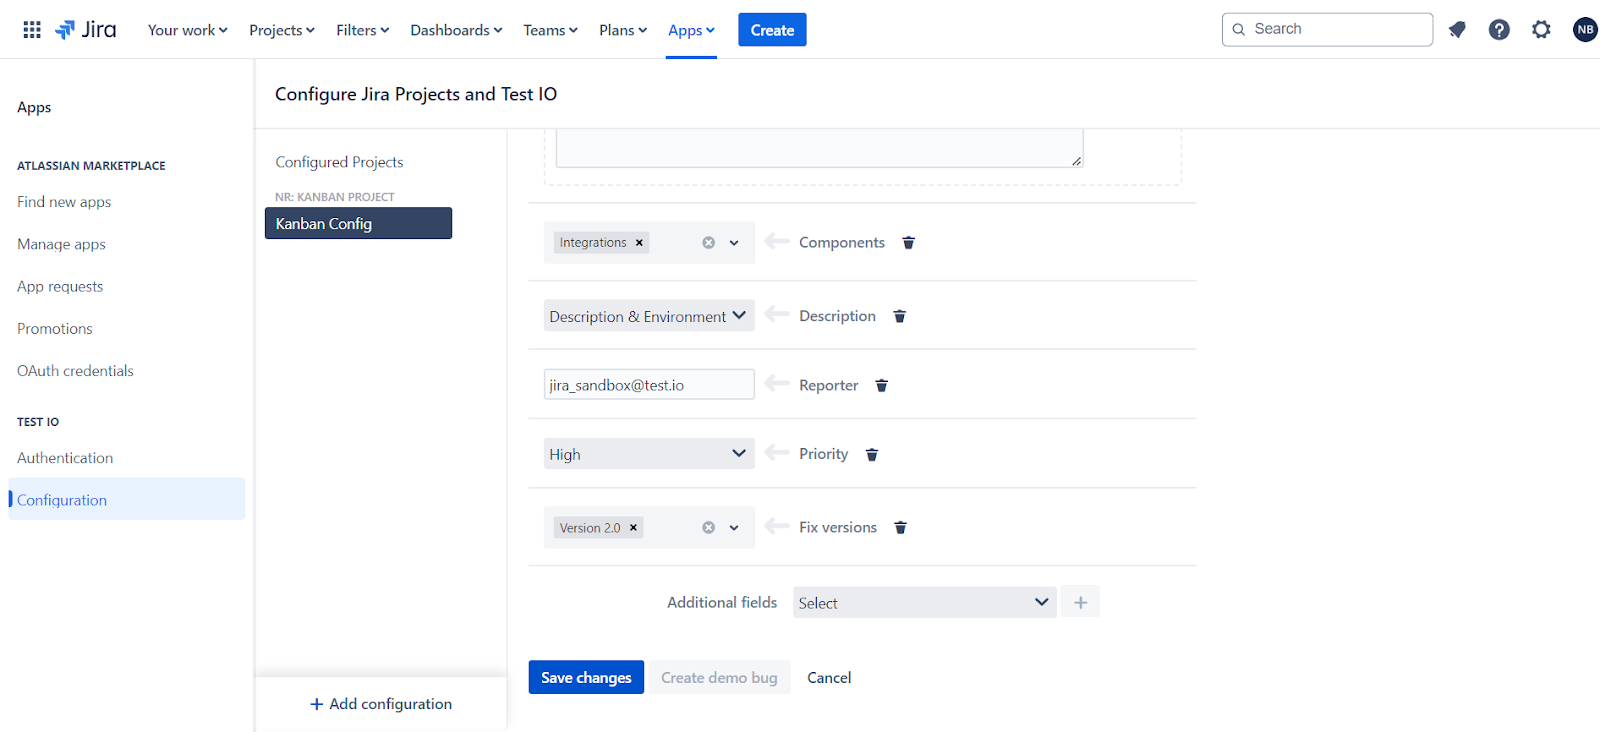 Jira Your work Projects Filters Dashboards Teams Plans Apps Create Search NB
Configure Jira Projects and Test IO
Apps
ATLASSIAN MARKETPLACE
Find new apps
Manage apps
App requests
Promotions
OAuth credentials
TEST IO
Authentication
Configuration
Configured Projects
NR: KANBAN PROJECT
Kanban Config
+ Add configuration
Integrations × Components
Description & Environment Description
jira_sandbox@test.io Reporter
High Priority
Version 2.0 × Fix versions
Additional fields Select +
Save changes Create demo bug Cancel